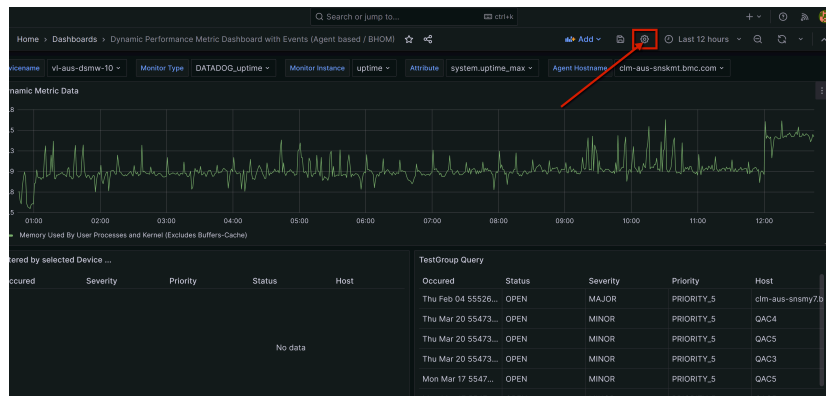 Search or jump to... ctrl+k
Home › Dashboards › Dynamic Performance Metric Dashboard with Events (Agent based / BHOM) Add Last 12 hours
vicename vl-aus-dsmw-10 Monitor Type DATADOG_uptime Monitor Instance uptime Attribute system.uptime_max Agent Hostname clm-aus-snskmt.bmc.com
namic Metric Data
.8
.5
.3
.9
.8
.5
01:00 02:00 03:00 04:00 05:00 06:00 07:00 08:00 09:00 10:00 11:00 12:00
Memory Used By User Processes and Kernel (Excludes Buffers-Cache)
tered by selected Device ...
ccured Severity Priority Status Host
No data
TestGroup Query
Occured Status Severity Priority Host
Thu Feb 04 55526... OPEN MAJOR PRIORITY_5 clm-aus-snsmy7.b
Thu Mar 20 55473... OPEN MINOR PRIORITY_5 QAC4
Thu Mar 20 55473... OPEN MINOR PRIORITY_5 QAC5
Thu Mar 20 55473... OPEN MINOR PRIORITY_5 QAC3
Mon Mar 17 5547... OPEN MINOR PRIORITY_5 QAC5